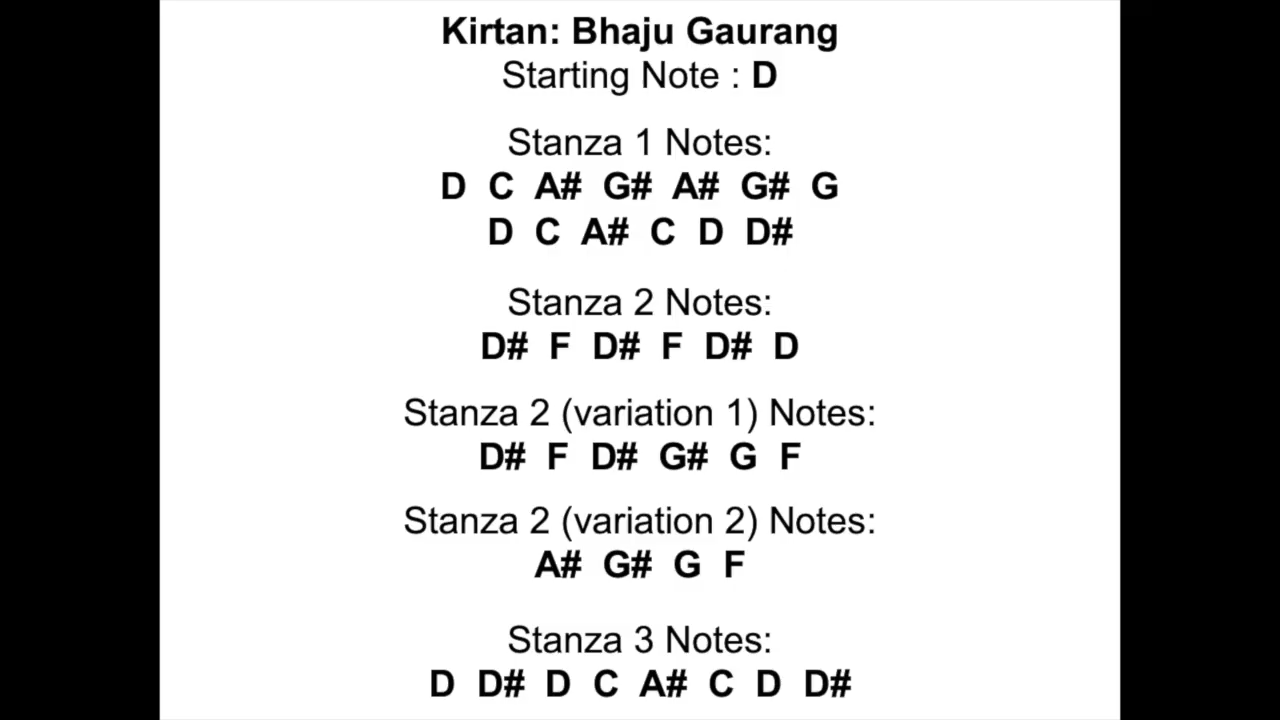 Kirtan: Bhaju Gaurang
Starting Note : D
Stanza 1 Notes:
D C A# G# A# G# G
D C A# C D D#
Stanza 2 Notes:
D# F D# F D# D
Stanza 2 (variation 1) Notes:
D# F D# G# G F
Stanza 2 (variation 2) Notes:
A# G# G F
Stanza 3 Notes:
D D# D C A# C D D#